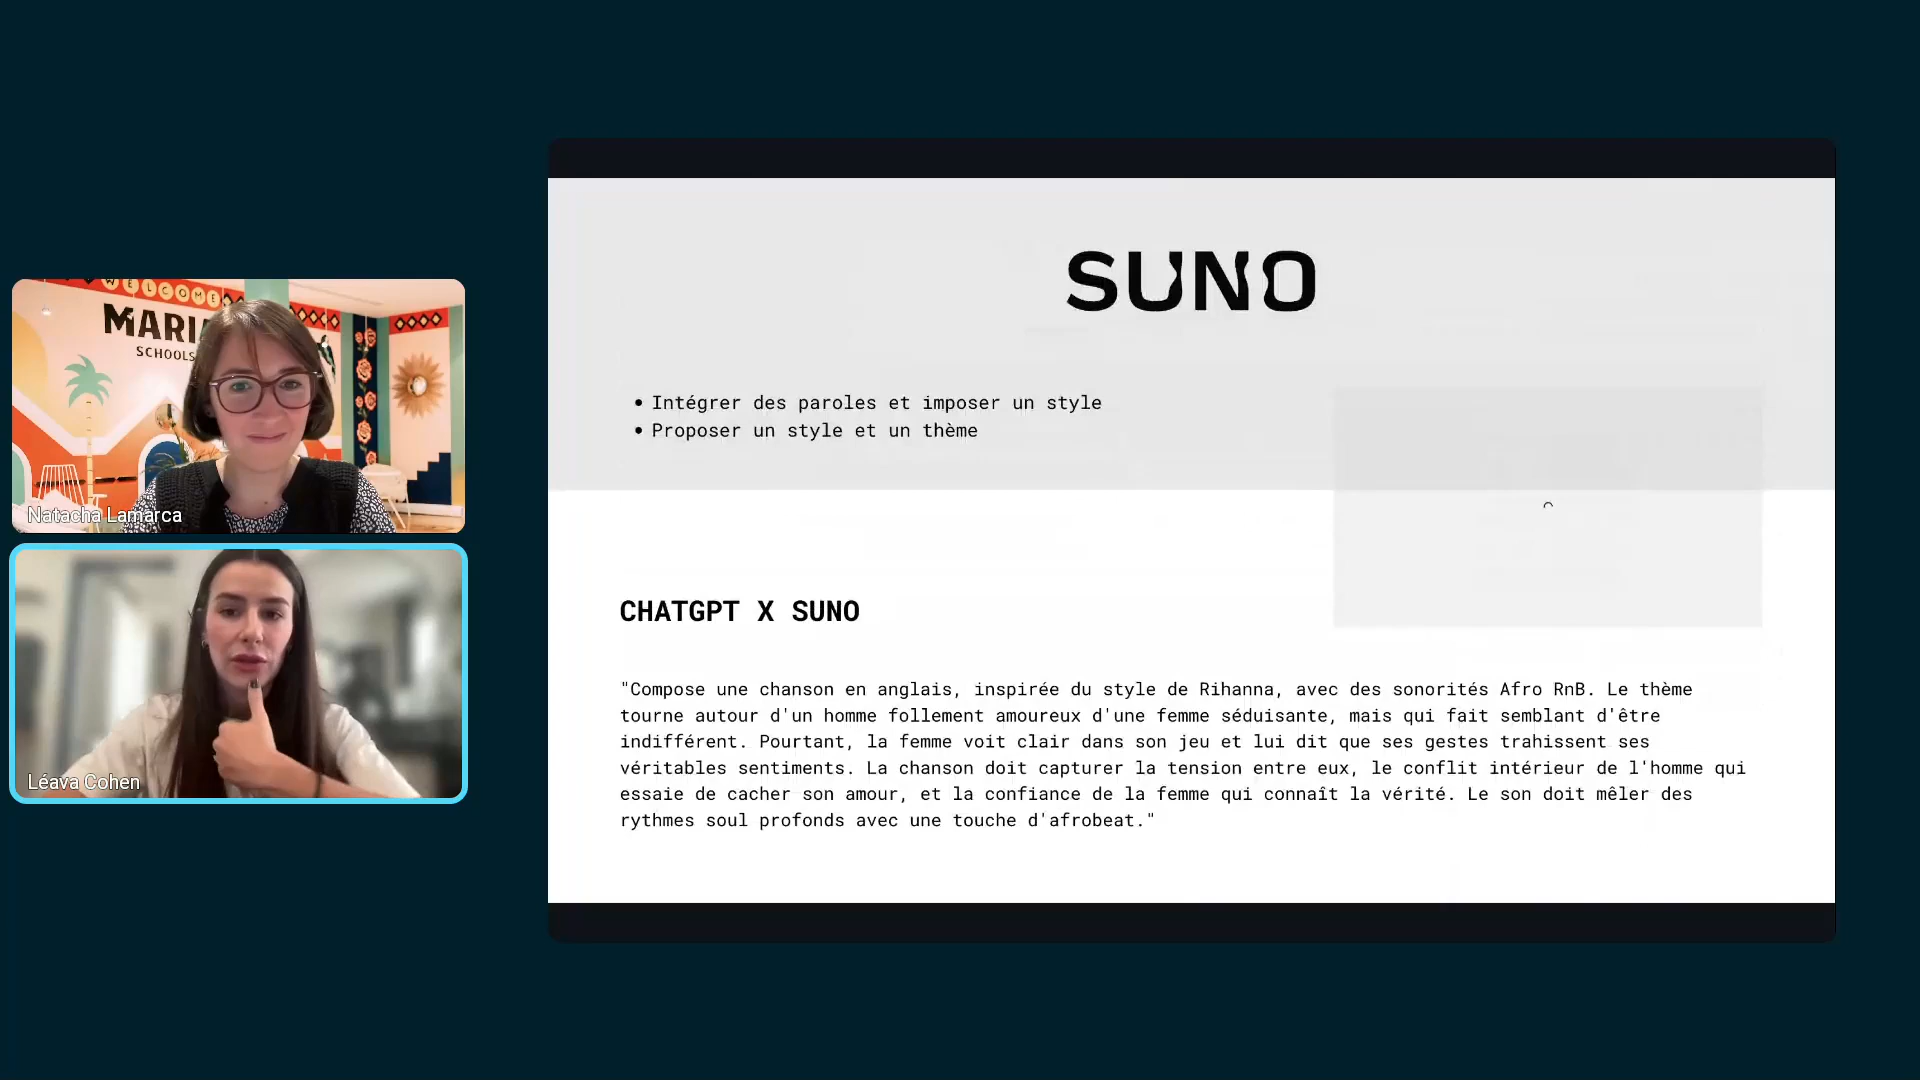 WELCOME
MARI
SCHOOLS
Natacha Lamarca
Léava Cohen
SUNO
• Intégrer des paroles et imposer un style
• Proposer un style et un thème
CHATGPT X SUNO
"Compose une chanson en anglais, inspirée du style de Rihanna, avec des sonorités Afro RnB. Le thème
tourne autour d'un homme follement amoureux d'une femme séduisante, mais qui fait semblant d'être
indifférent. Pourtant, la femme voit clair dans son jeu et lui dit que ses gestes trahissent ses
véritables sentiments. La chanson doit capturer la tension entre eux, le conflit intérieur de l'homme qui
essaie de cacher son amour, et la confiance de la femme qui connaît la vérité. Le son doit mêler des
rythmes soul profonds avec une touche d'afrobeat."